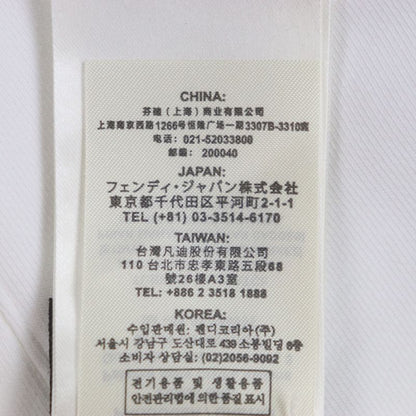 CHINA:
芬迪（上海）商业有限公司
上海南京西路1266号恒隆广场一期3307B-3310室
电话： 021-52033800
邮编： 200040
JAPAN:
フェンディ・ジャパン株式会社
東京都千代田区平河町2-1-1
TEL (+81) 03-3514-6170
TAIWAN:
台灣凡迪股份有限公司
110 台北市忠孝東路五段68
號26樓A3室
TEL: +886 2 3518 1888
KOREA:
수입판매원: 펜디코리아(주)
서울시 강남구 도산대로 439 소봉빌딩 6층
소비자 상담실: (02)2056-9092
전기용품 및 생활용품
안전관리법에 의한 품질 표시